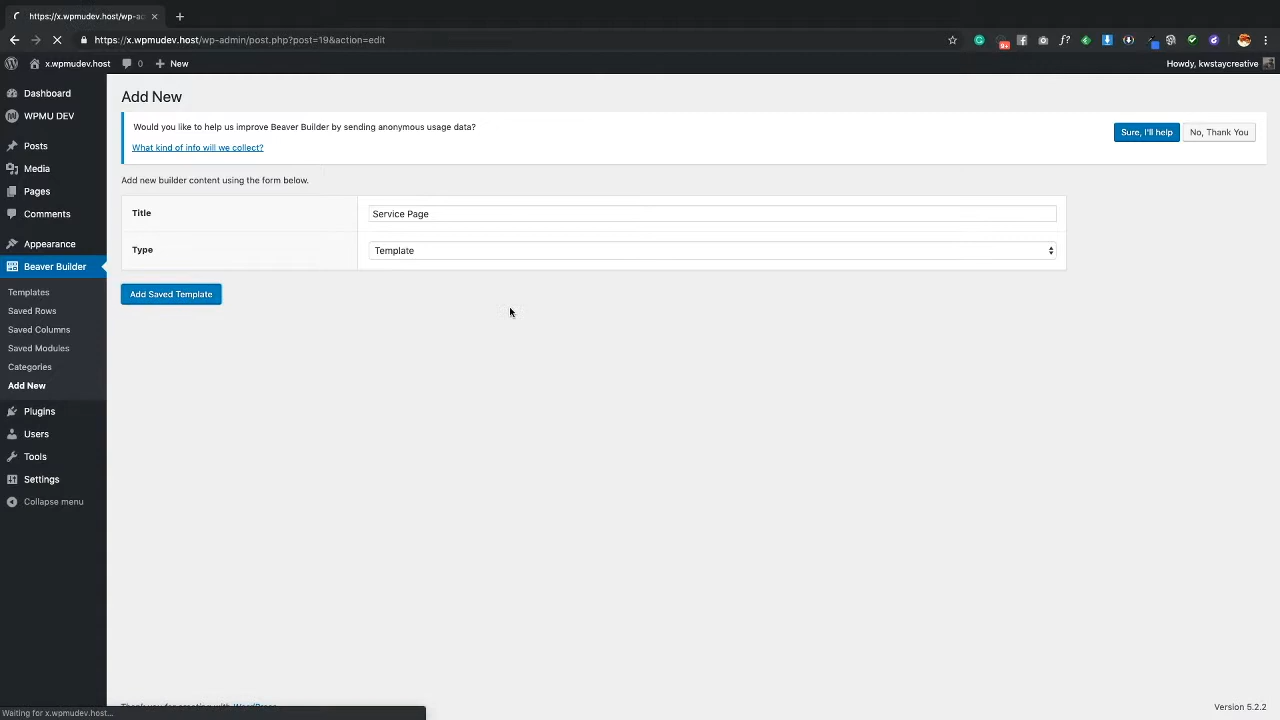 https://x.wpmudev.host/wp-ad
https://x.wpmudev.host/wp-admin/post.php?post=19&action=edit
x.wpmudev.host 0 New Howdy, kwstaycreative
Dashboard
WPMU DEV
Posts
Media
Pages
Comments
Appearance
Beaver Builder
Templates
Saved Rows
Saved Columns
Saved Modules
Categories
Add New
Plugins
Users
Tools
Settings
Collapse menu
Add New
Would you like to help us improve Beaver Builder by sending anonymous usage data?
What kind of info will we collect?
Sure, I'll help No, Thank You
Add new builder content using the form below.
Title Service Page
Type Template
Add Saved Template
Thank you for creating with WordPress
Version 5.2.2
Waiting for x.wpmudev.host...